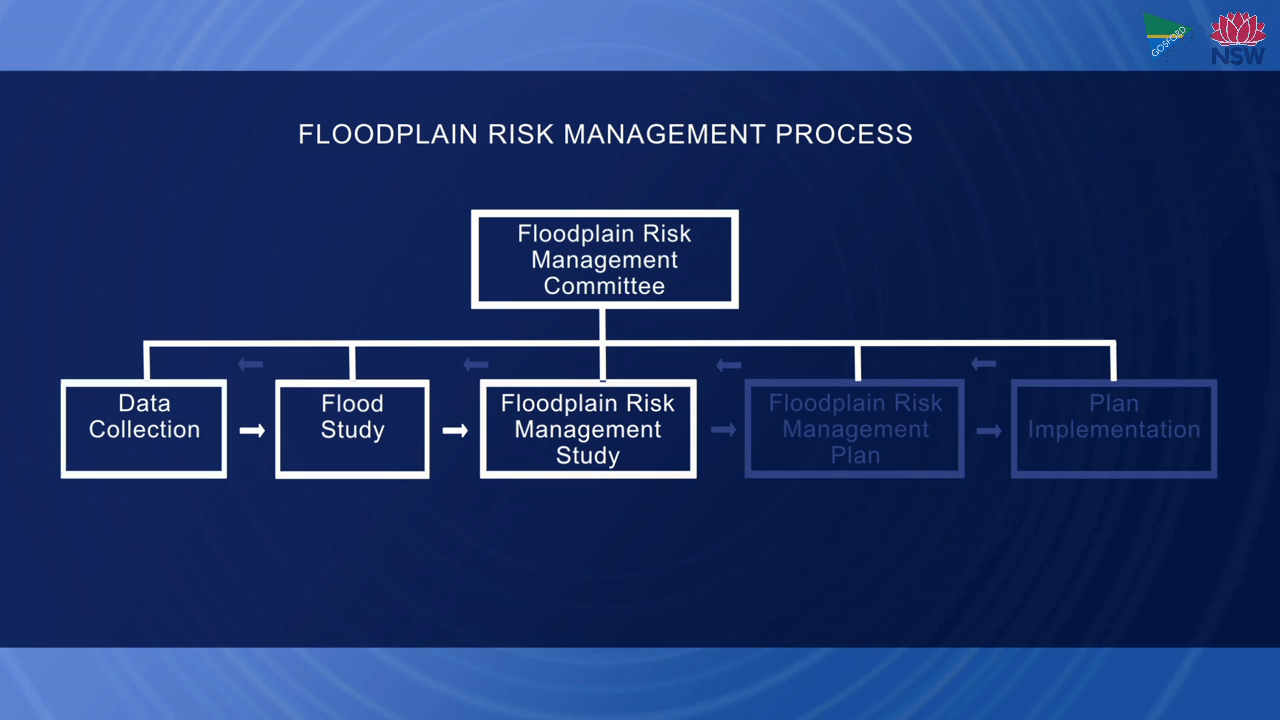 GOSFORD
NSW
FLOODPLAIN RISK MANAGEMENT PROCESS
Floodplain Risk
Management
Committee
Data
Collection
Flood
Study
Floodplain Risk
Management
Study
Floodplain Risk
Management
Plan
Plan
Implementation